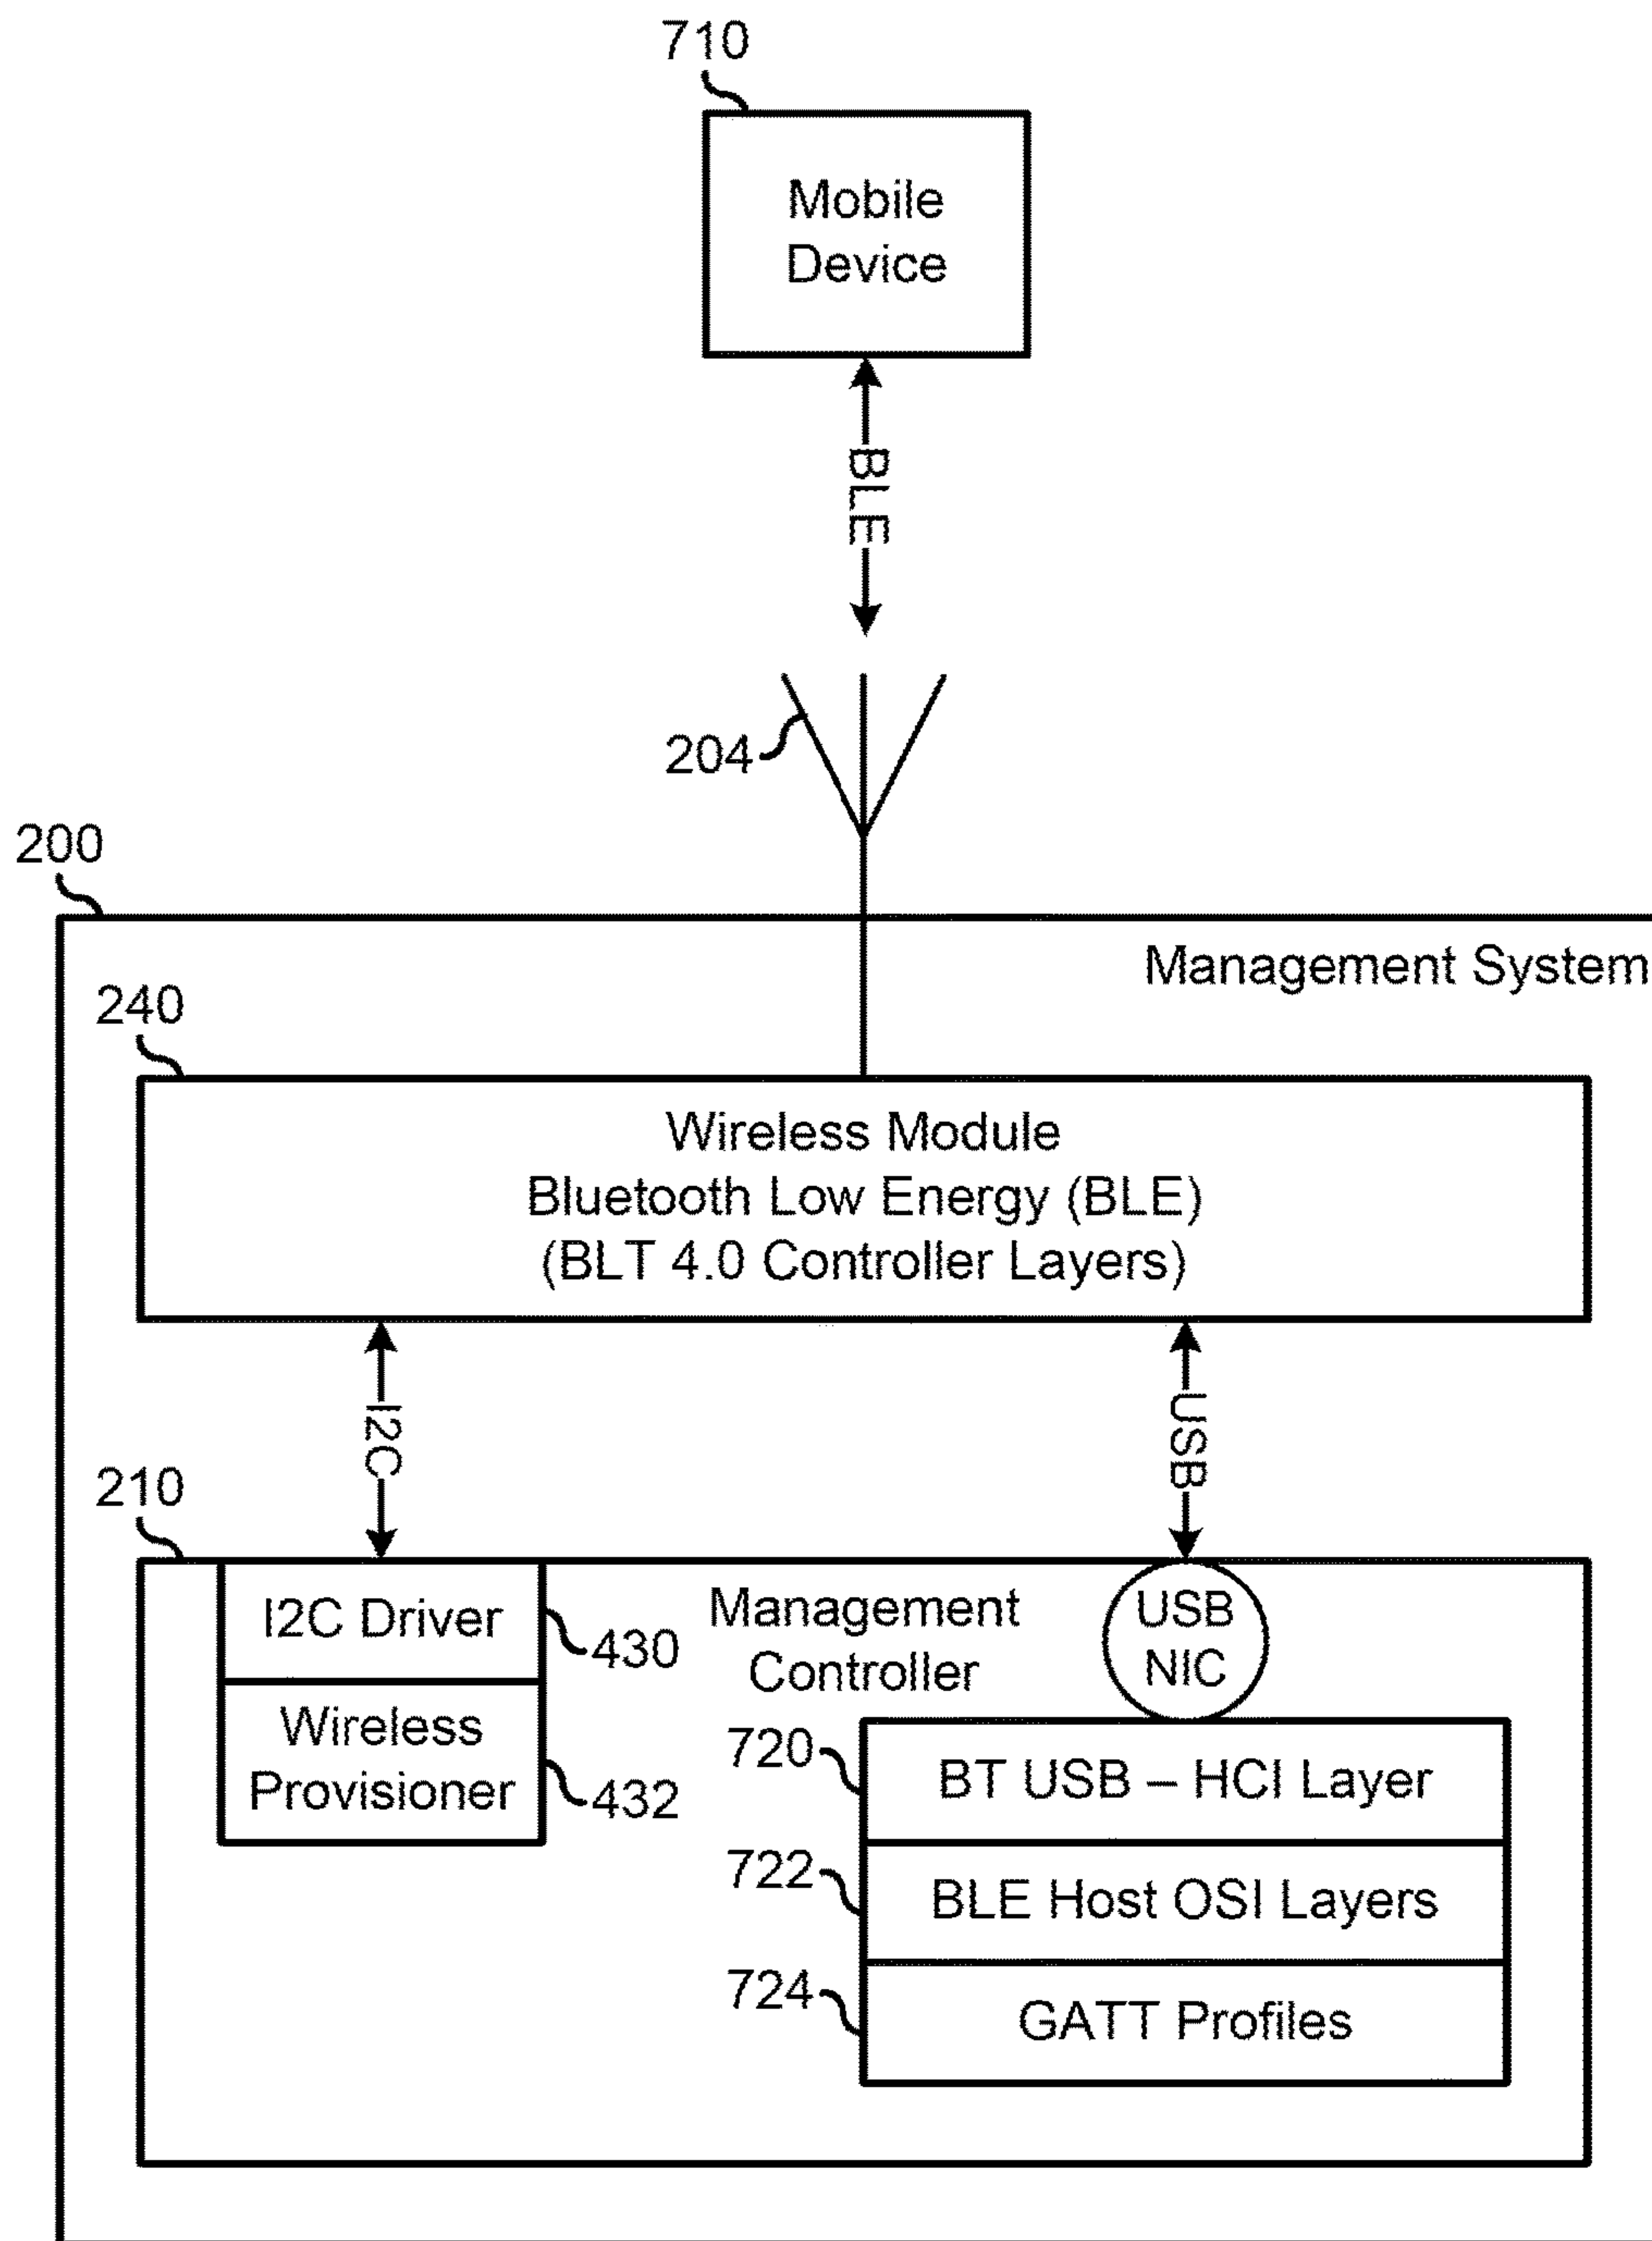 710
Mobile
Device
BLE
204
200
Management System
240
Wireless Module
Bluetooth Low Energy (BLE)
(BLT 4.0 Controller Layers)
I2C
USB
210
I2C Driver
430
Wireless
Provisioner
432
Management
Controller
USB
NIC
720
BT USB – HCI Layer
722
BLE Host OSI Layers
724
GATT Profiles